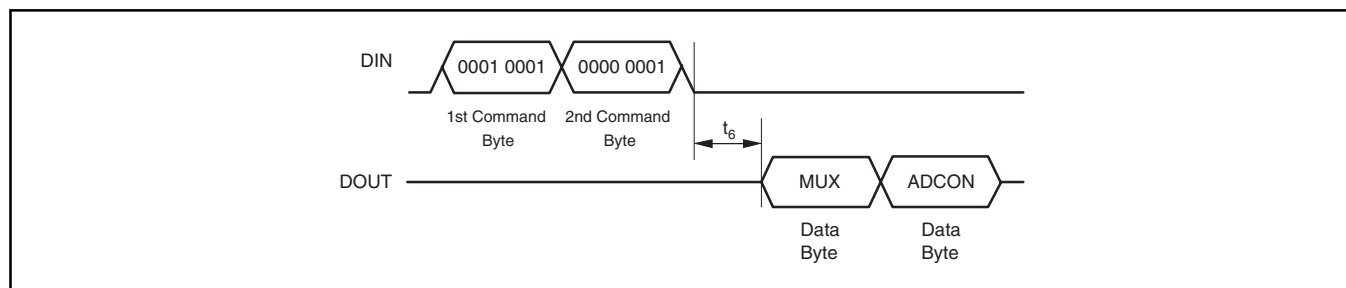 DIN
0001 0001
0000 0001
1st Command
Byte
2nd Command
Byte
t6
DOUT
MUX
ADCON
Data
Byte
Data
Byte